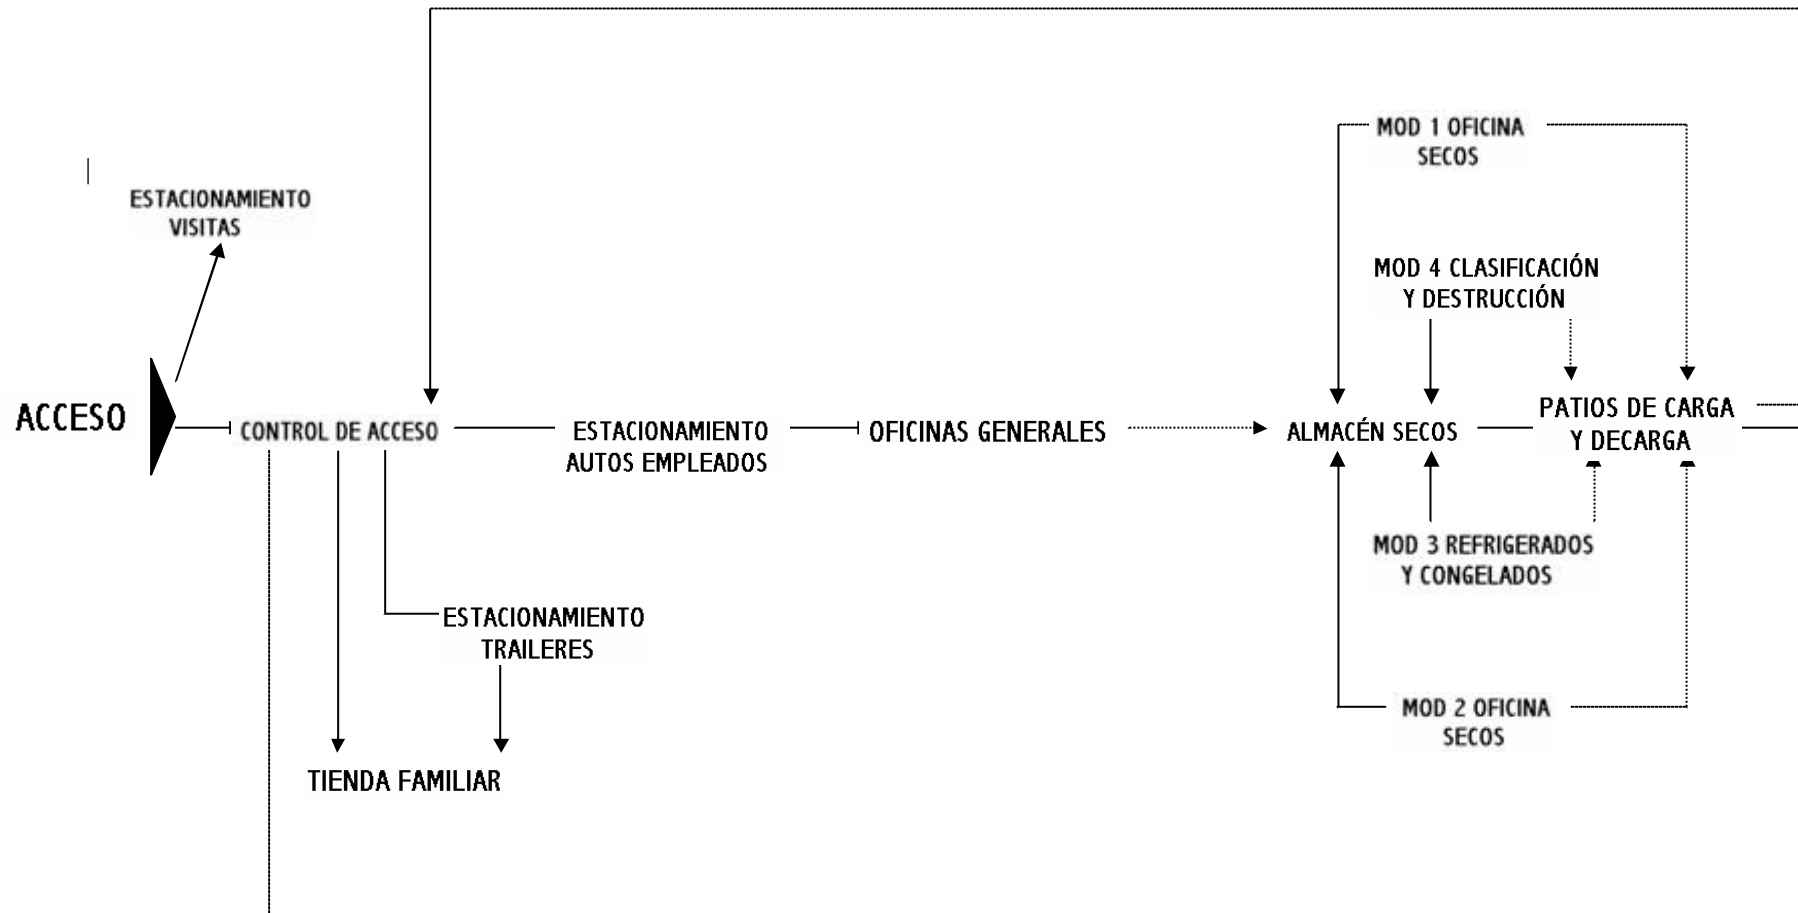 MOD 1 OFICINA
SECOS
ESTACIONAMIENTO
VISITAS
MOD 4 CLASIFICACIÓN
Y DESTRUCCIÓN
ACCESO
CONTROL DE ACCESO
ESTACIONAMIENTO
AUTOS EMPLEADOS
OFICINAS GENERALES
ALMACÉN SECOS
PATIOS DE CARGA
Y DECARGA
MOD 3 REFRIGERADOS
Y CONGELADOS
ESTACIONAMIENTO
TRAILERES
MOD 2 OFICINA
SECOS
TIENDA FAMILIAR